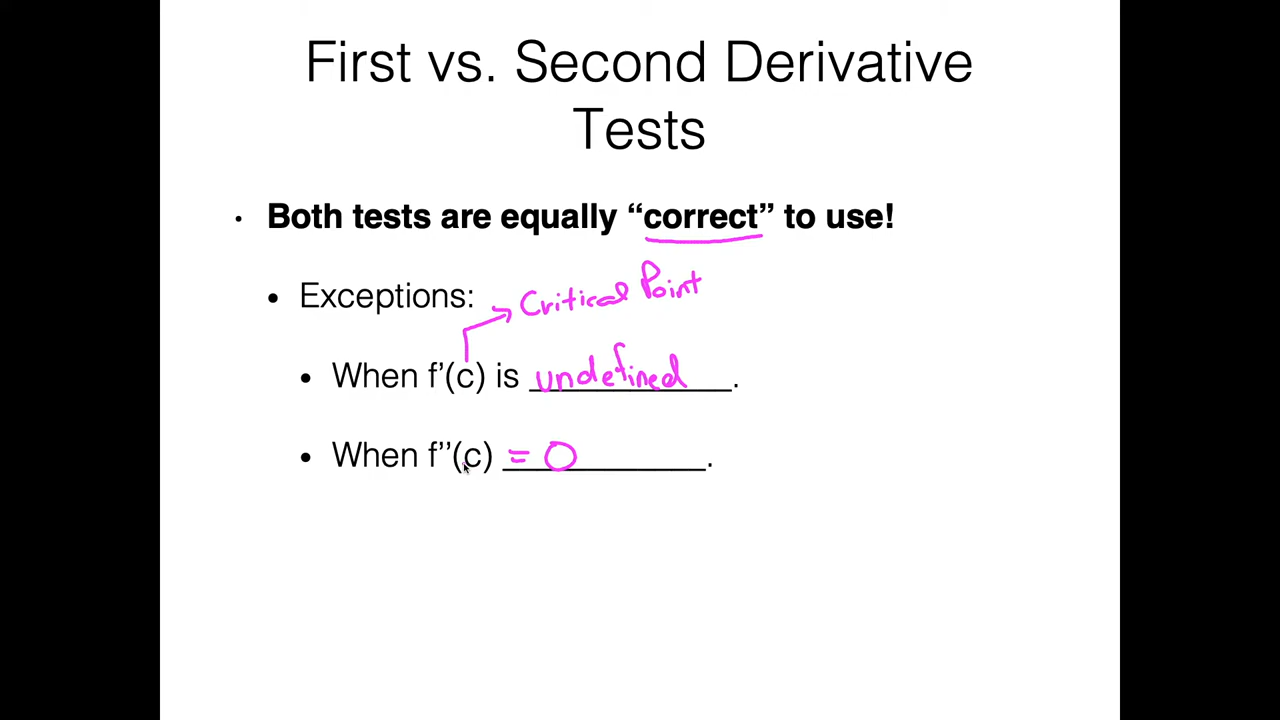 First vs. Second Derivative
Tests
• Both tests are equally “correct” to use!
• Exceptions:
Critical Point
• When f’(c) is undefined.
• When f’’(c) = 0.